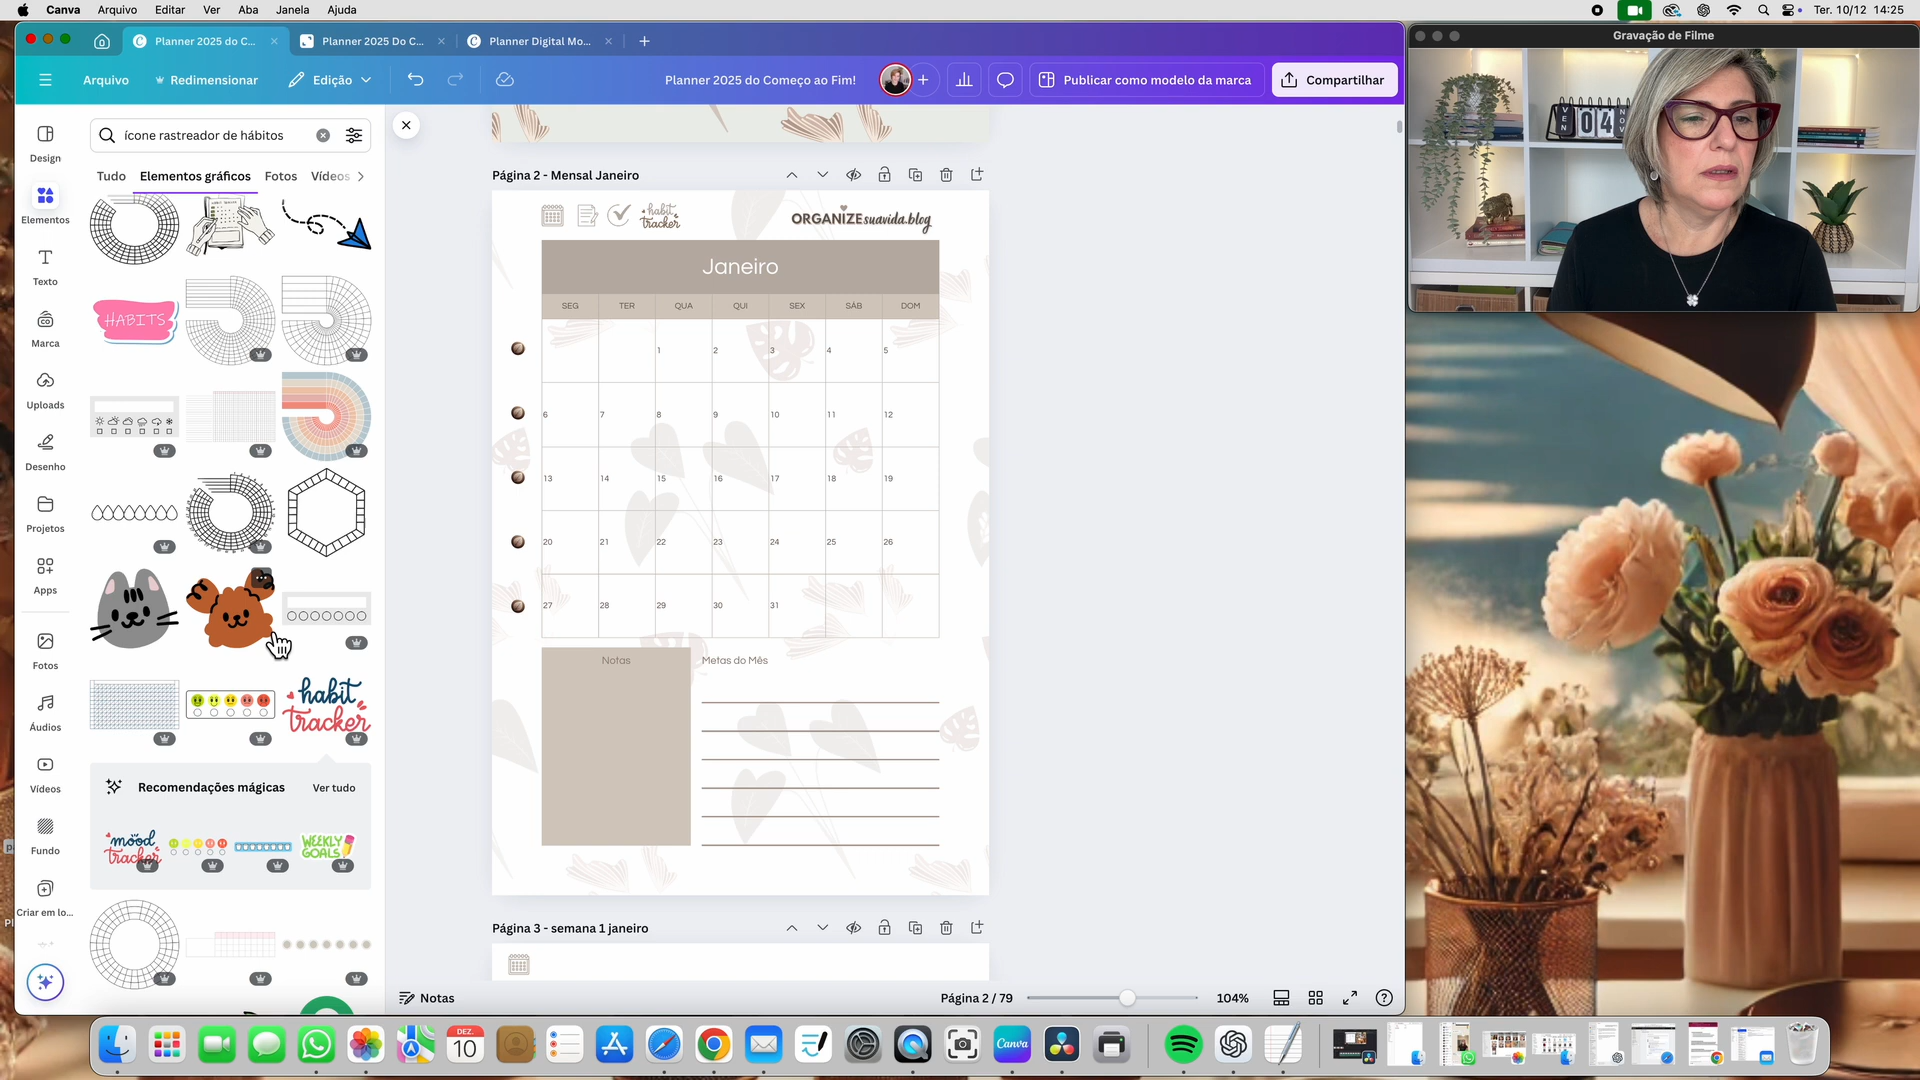 Canva Arquivo Editar Ver Aba Janela Ajuda
Ter. 10/12 14:25
Planner 2025 do C...
Planner 2025 Do C...
Planner Digital Mo...
Arquivo
Redimensionar
Edição
Planner 2025 do Começo ao Fim!
Publicar como modelo da marca
Compartilhar
Gravação de Filme
VEN
04
NOV
Design
Elementos
Texto
Marca
Uploads
Desenho
Projetos
Apps
Fotos
Áudios
Vídeos
Fundo
Criar em lo...
ícone rastreador de hábitos
Tudo
Elementos gráficos
Fotos
Vídeos
HABITS
habit
tracker
Recomendações mágicas
Ver tudo
mood
tracker
WEEKLY
GOALS
Página 2 - Mensal Janeiro
habit
tracker
ORGANIZEsuavida.blog
Janeiro
SEG TER QUA QUI SEX SÁB DOM
1 2 3 4 5
6 7 8 9 10 11 12
13 14 15 16 17 18 19
20 21 22 23 24 25 26
27 28 29 30 31
Notas
Metas do Mês
Página 3 - semana 1 janeiro
Notas
Página 2 / 79
104%
DEZ.
10
Canva